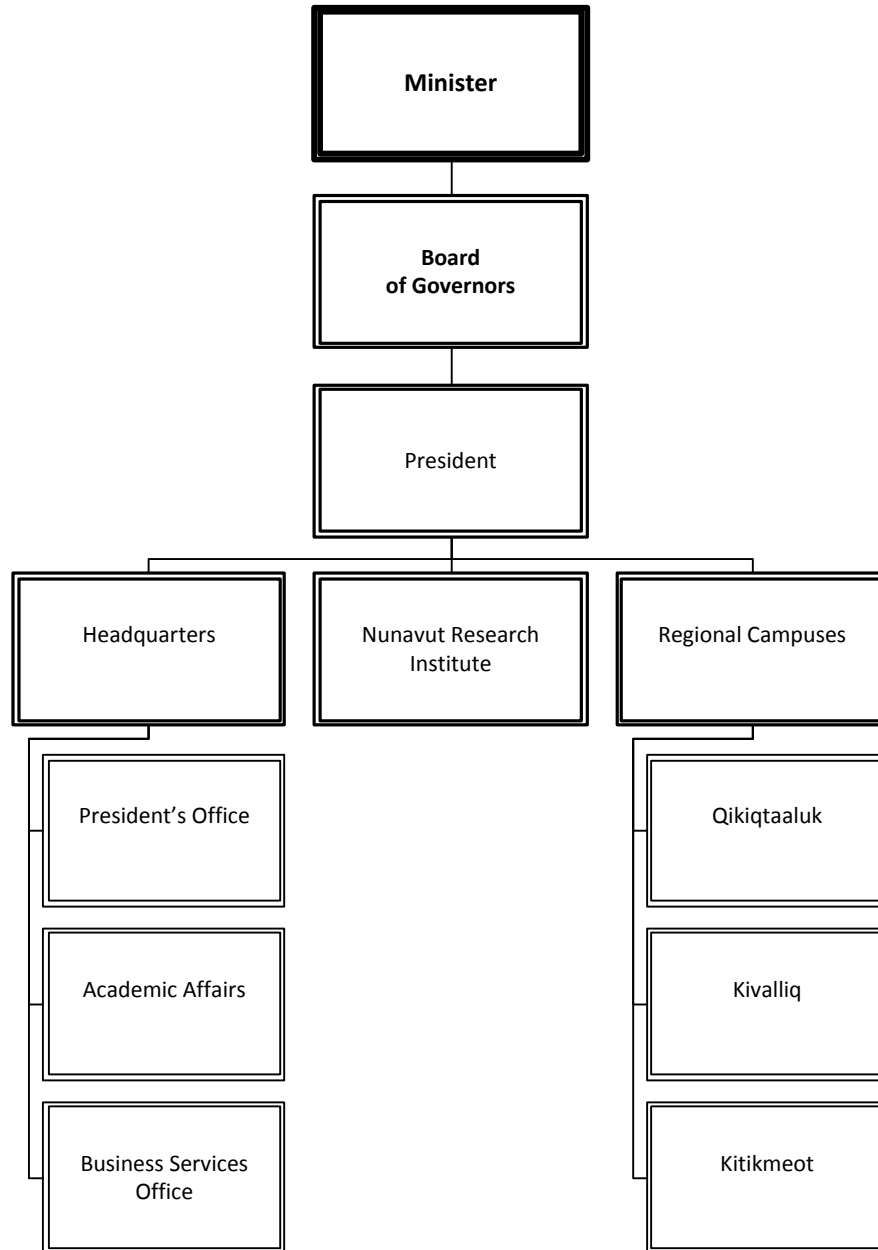 Minister
Board
of Governors
President
Headquarters
Nunavut Research
Institute
Regional Campuses
President’s Office
Qikiqtaaluk
Academic Affairs
Kivalliq
Business Services
Office
Kitikmeot